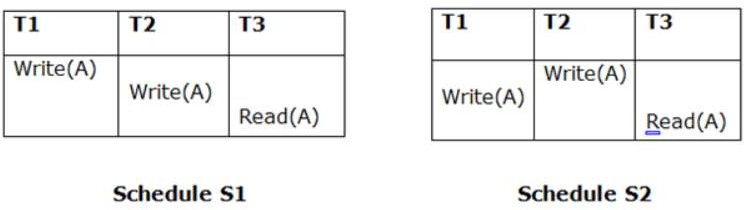 T1 T2 T3
Write(A)
Write(A)
Read(A)
Schedule S1
T1 T2 T3
Write(A)
Write(A)
Read(A)
Schedule S2